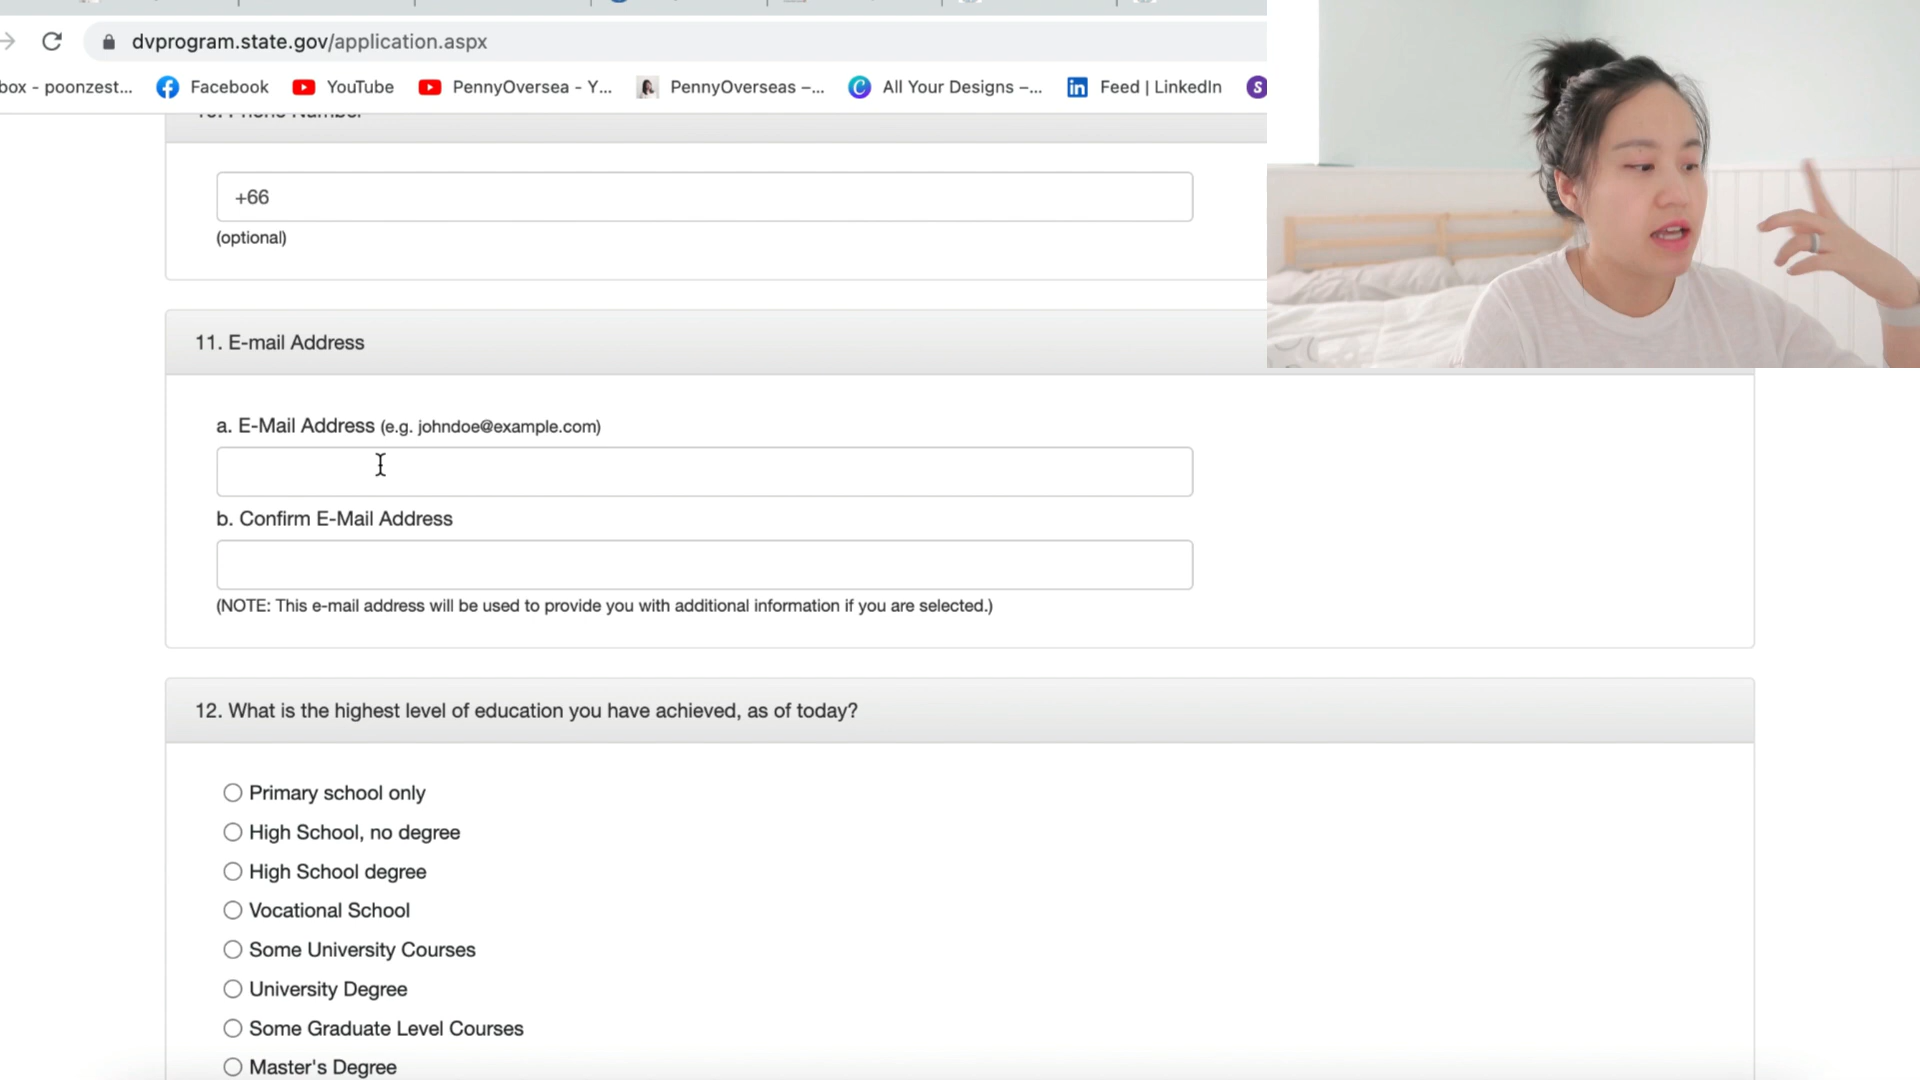 dvprogram.state.gov/application.aspx
box - poonzest... Facebook YouTube PennyOversea - Y... PennyOverseas –... All Your Designs –... Feed | LinkedIn S
10. Phone Number
+66
(optional)
11. E-mail Address
a. E-Mail Address (e.g. johndoe@example.com)
b. Confirm E-Mail Address
(NOTE: This e-mail address will be used to provide you with additional information if you are selected.)
12. What is the highest level of education you have achieved, as of today?
Primary school only
High School, no degree
High School degree
Vocational School
Some University Courses
University Degree
Some Graduate Level Courses
Master's Degree